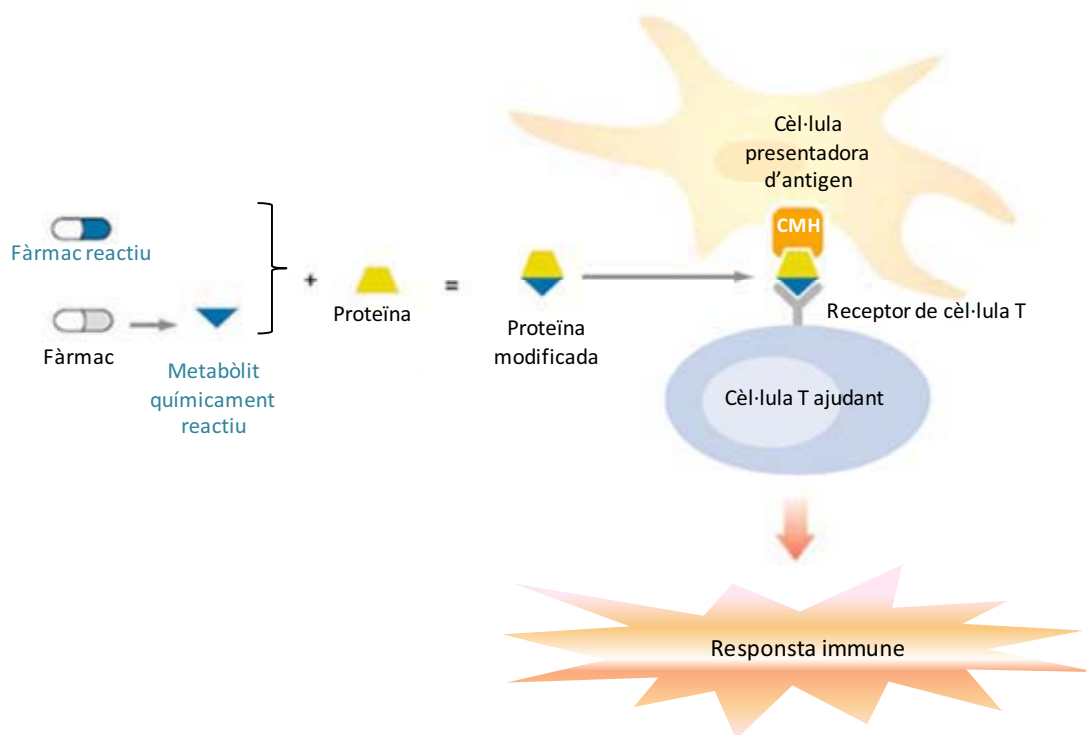 Cèl·lula
presentadora
d’antigen
CMH
Fàrmac reactiu
+
Proteïna
=
Proteïna
modificada
Receptor de cèl·lula T
Fàrmac
Metabòlit
químicament
reactiu
Cèl·lula T ajudant
Responsta immune